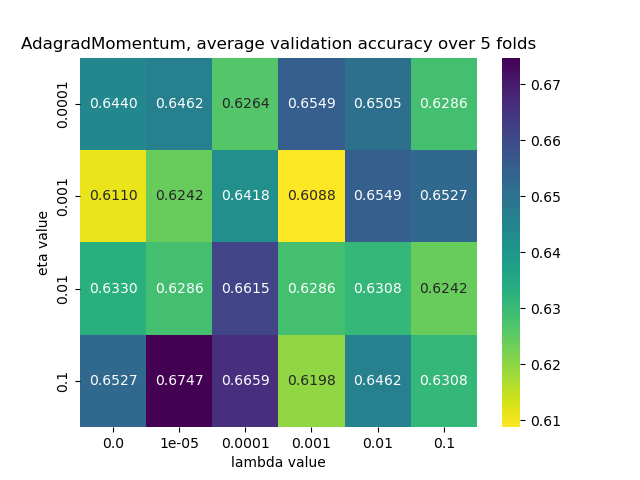 AdagradMomentum, average validation accuracy over 5 folds
eta value
0.0001 0.6440 0.6462 0.6264 0.6549 0.6505 0.6286
0.001 0.6110 0.6242 0.6418 0.6088 0.6549 0.6527
0.01 0.6330 0.6286 0.6615 0.6286 0.6308 0.6242
0.1 0.6527 0.6747 0.6659 0.6198 0.6462 0.6308
0.0 1e-05 0.0001 0.001 0.01 0.1
lambda value
0.67
0.66
0.65
0.64
0.63
0.62
0.61